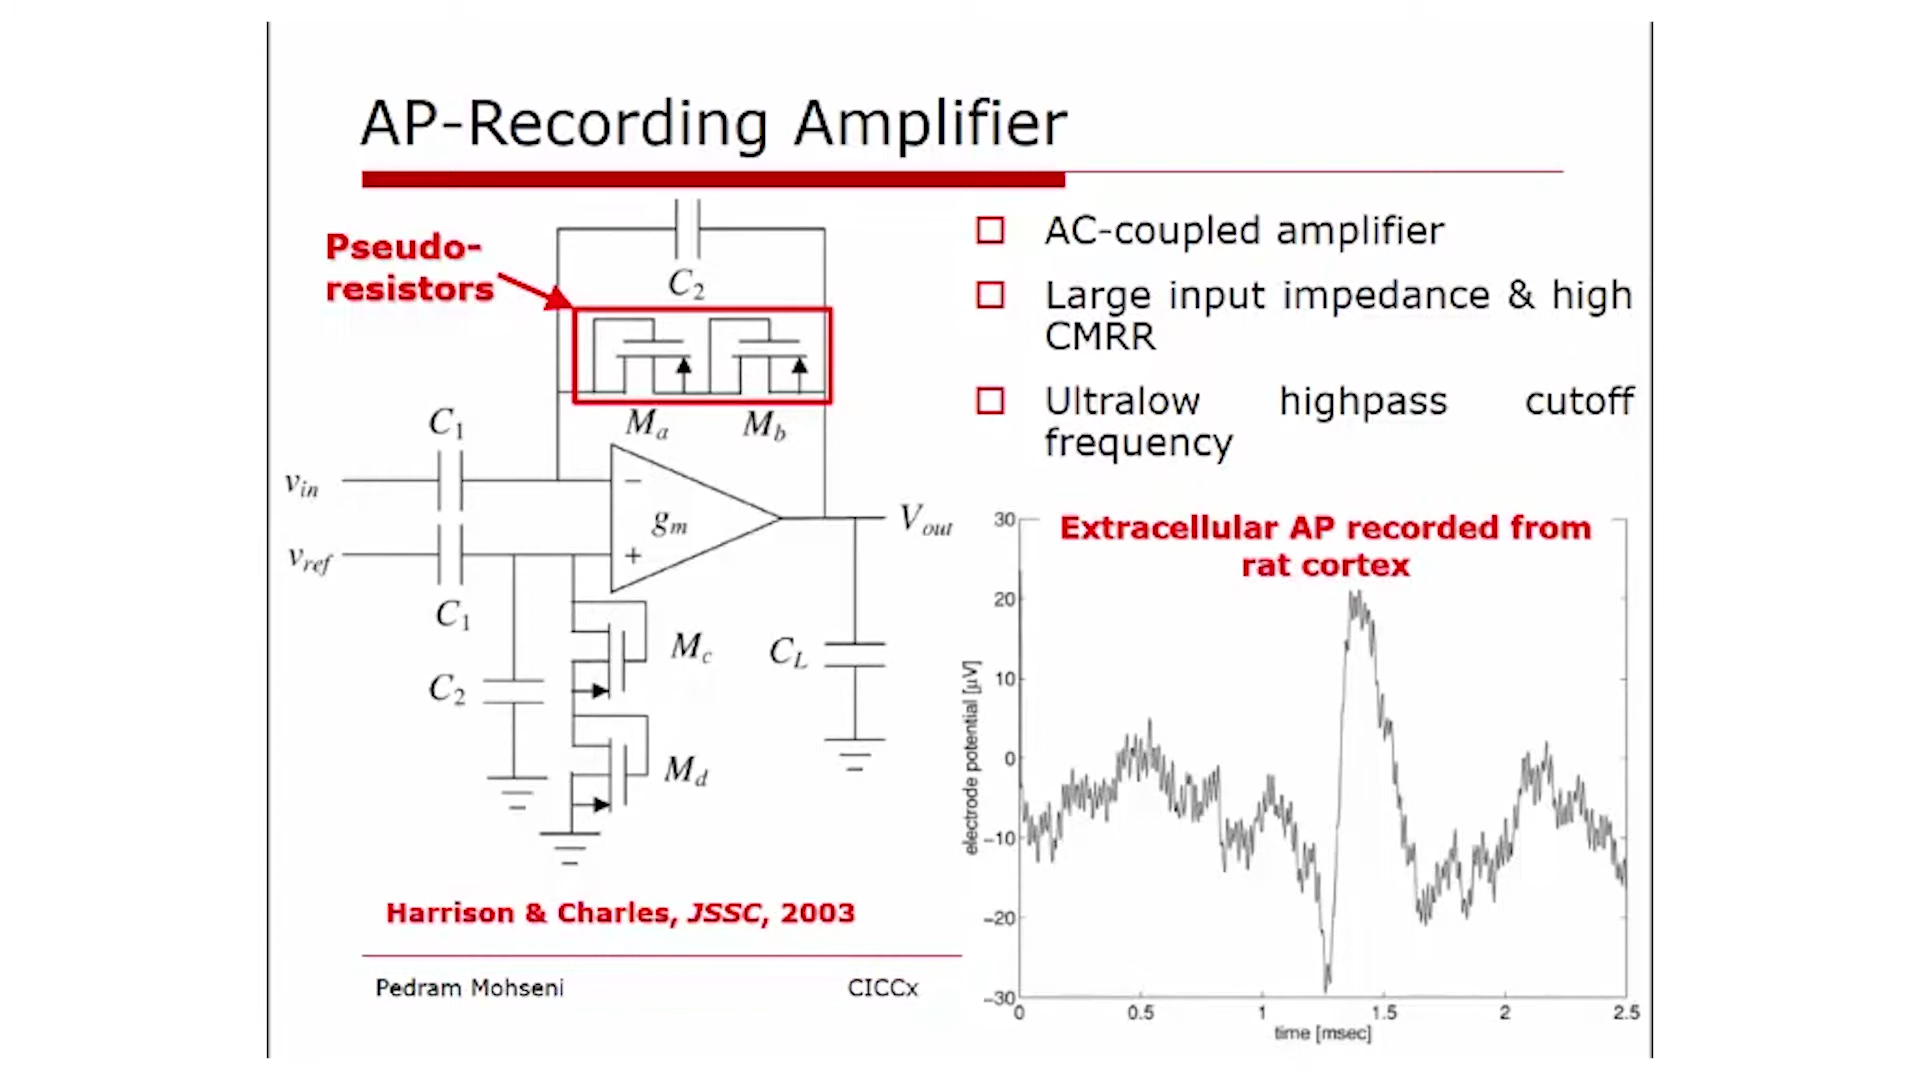 AP-Recording Amplifier
Pseudo-
resistors
C2
Ma
Mb
C1
vin
vref
C1
C2
gm
−
+
Vout
Mc
Md
CL
Harrison & Charles, JSSC, 2003
AC-coupled amplifier
Large input impedance & high
CMRR
Ultralow highpass cutoff
frequency
Extracellular AP recorded from
rat cortex
electrode potential [µV]
30
20
10
0
−10
−20
−30
0 0.5 1 1.5 2 2.5
time [msec]
Pedram Mohseni
CICCx